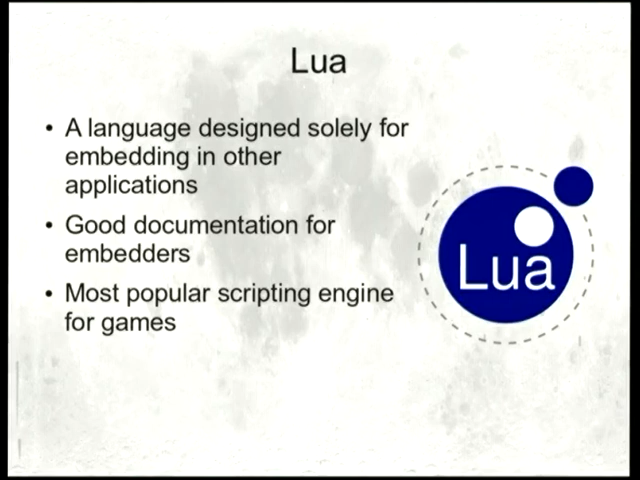 Lua
• A language designed solely for
embedding in other
applications
• Good documentation for
embedders
• Most popular scripting engine
for games
Lua